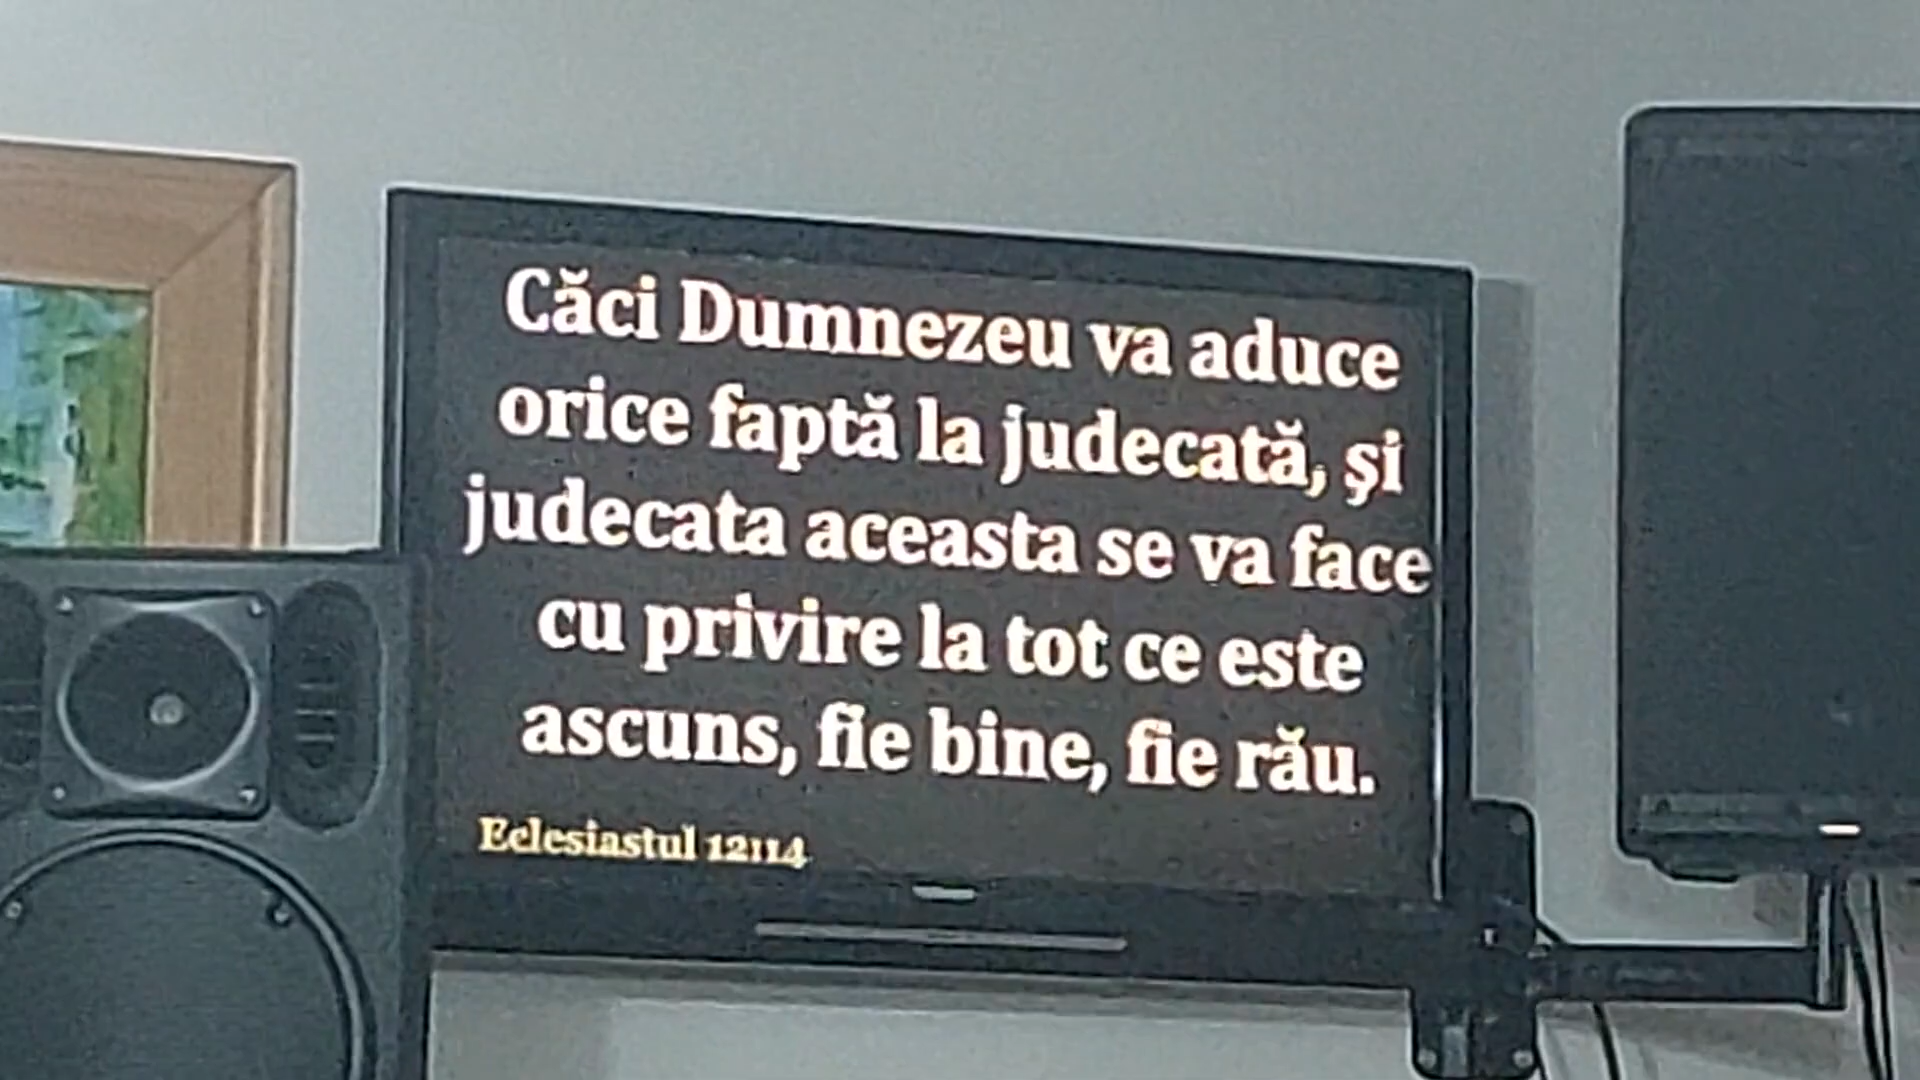 Căci Dumnezeu va aduce
orice faptă la judecată, şi
judecata aceasta se va face
cu privire la tot ce este
ascuns, fie bine, fie rău.
Eclesiastul 12:14